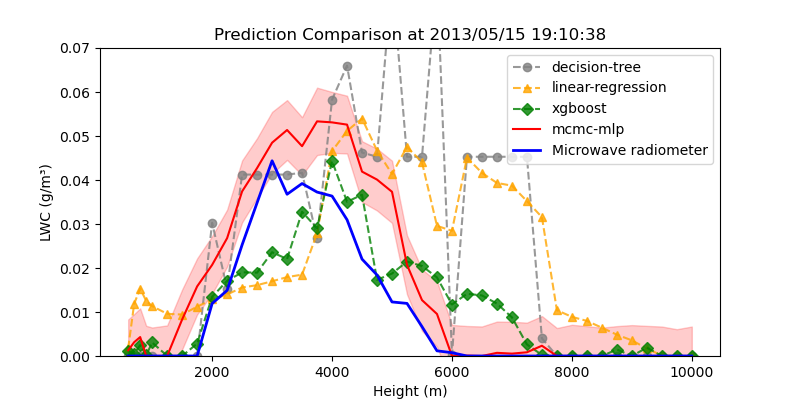 Prediction Comparison at 2013/05/15 19:10:38
LWC (g/m³)
0.07
0.06
0.05
0.04
0.03
0.02
0.01
0.00
decision-tree
linear-regression
xgboost
mcmc-mlp
Microwave radiometer
2000 4000 6000 8000 10000
Height (m)